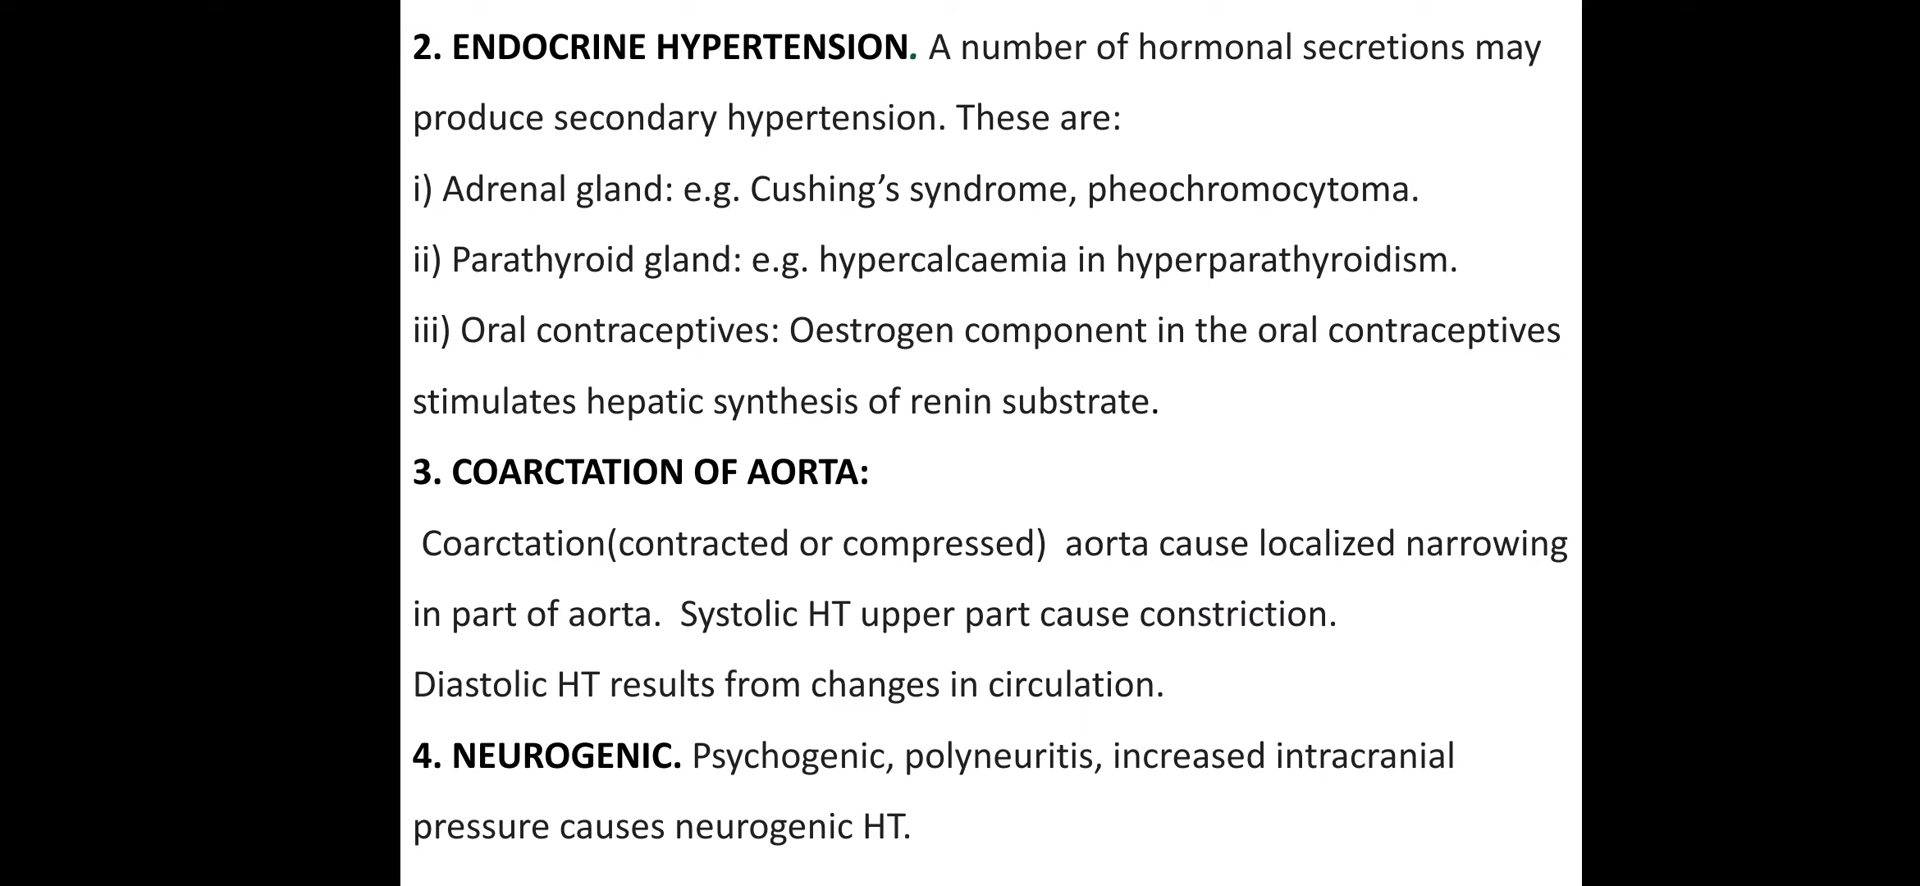 2. ENDOCRINE HYPERTENSION. A number of hormonal secretions may
produce secondary hypertension. These are:
i) Adrenal gland: e.g. Cushing’s syndrome, pheochromocytoma.
ii) Parathyroid gland: e.g. hypercalcaemia in hyperparathyroidism.
iii) Oral contraceptives: Oestrogen component in the oral contraceptives
stimulates hepatic synthesis of renin substrate.
3. COARCTATION OF AORTA:
Coarctation(contracted or compressed)  aorta cause localized narrowing
in part of aorta.  Systolic HT upper part cause constriction.
Diastolic HT results from changes in circulation.
4. NEUROGENIC. Psychogenic, polyneuritis, increased intracranial
pressure causes neurogenic HT.